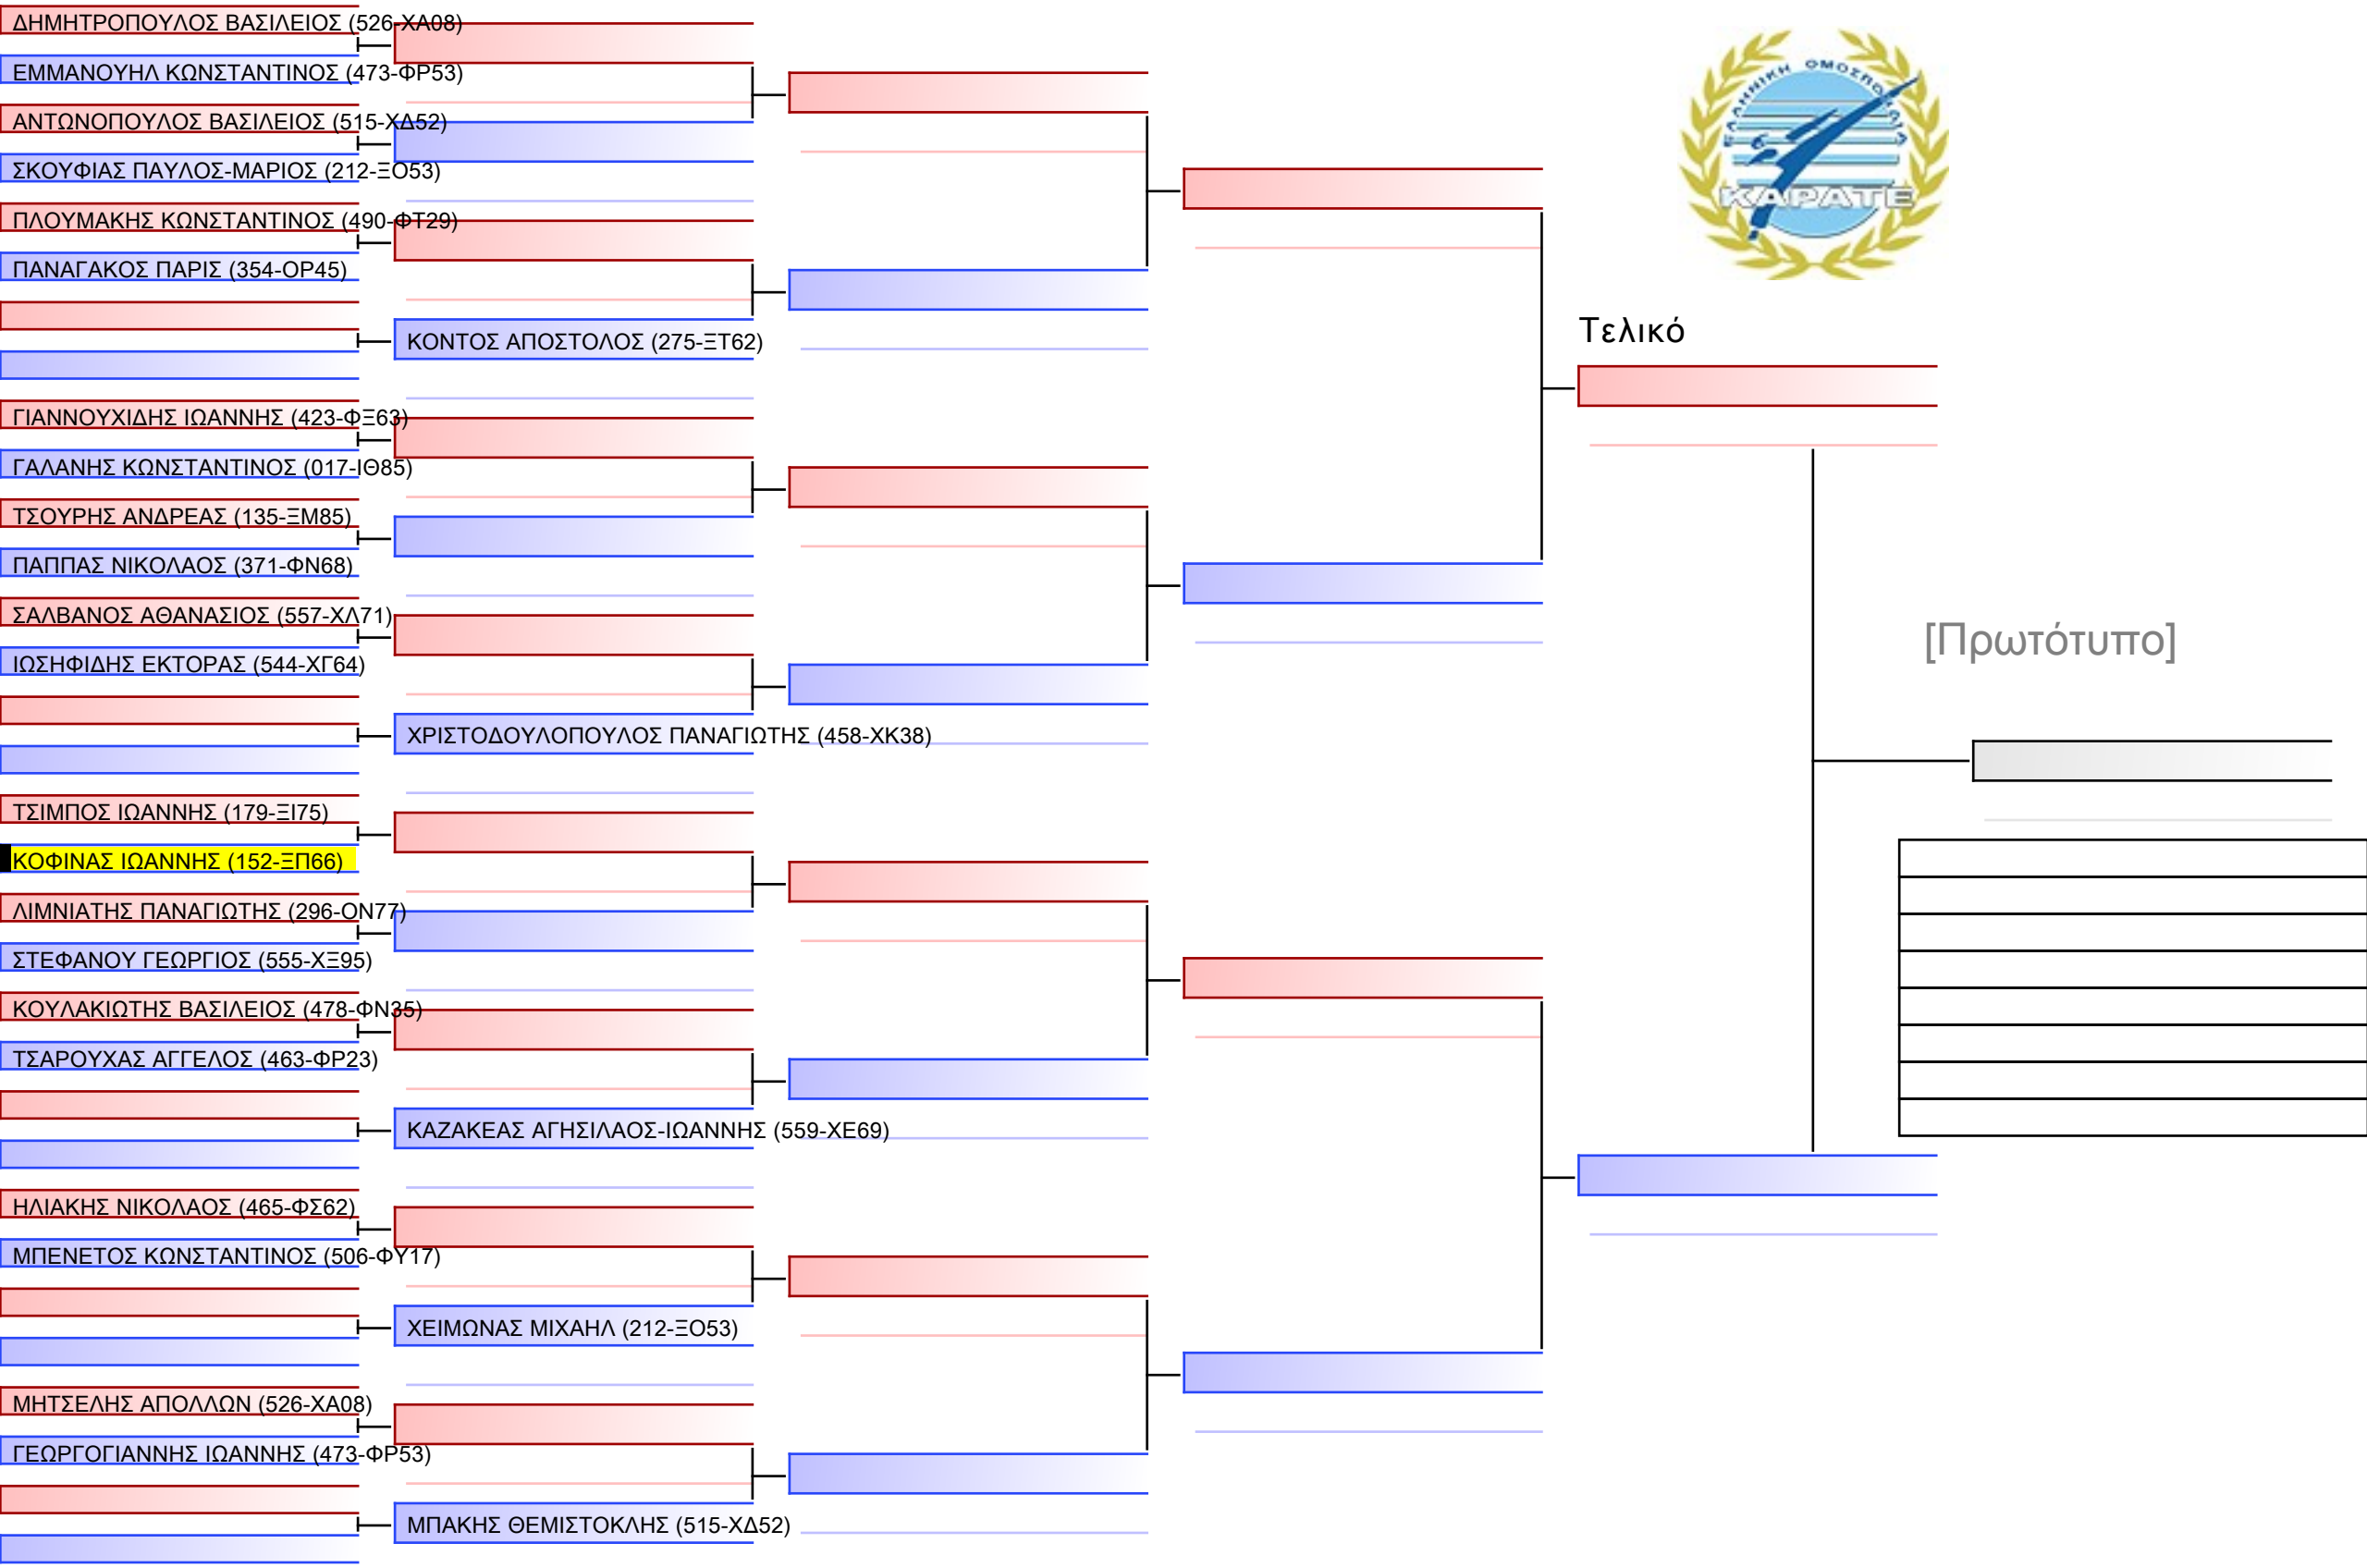 ΔΗΜΗΤΡΟΠΟΥΛΟΣ ΒΑΣΙΛΕΙΟΣ (526-ΧΑ08)
ΕΜΜΑΝΟΥΗΛ ΚΩΝΣΤΑΝΤΙΝΟΣ (473-ΦΡ53)
ΑΝΤΩΝΟΠΟΥΛΟΣ ΒΑΣΙΛΕΙΟΣ (515-ΧΔ52)
ΣΚΟΥΦΙΑΣ ΠΑΥΛΟΣ-ΜΑΡΙΟΣ (212-ΞΟ53)
ΠΛΟΥΜΑΚΗΣ ΚΩΝΣΤΑΝΤΙΝΟΣ (490-ΦΤ29)
ΠΑΝΑΓΑΚΟΣ ΠΑΡΙΣ (354-ΟΡ45)
ΚΟΝΤΟΣ ΑΠΟΣΤΟΛΟΣ (275-ΞΤ62)
ΓΙΑΝΝΟΥΧΙΔΗΣ ΙΩΑΝΝΗΣ (423-ΦΞ63)
ΓΑΛΑΝΗΣ ΚΩΝΣΤΑΝΤΙΝΟΣ (017-ΙΘ85)
ΤΣΟΥΡΗΣ ΑΝΔΡΕΑΣ (135-ΞΜ85)
ΠΑΠΠΑΣ ΝΙΚΟΛΑΟΣ (371-ΦΝ68)
ΣΑΛΒΑΝΟΣ ΑΘΑΝΑΣΙΟΣ (557-ΧΛ71)
ΙΩΣΗΦΙΔΗΣ ΕΚΤΟΡΑΣ (544-ΧΓ64)
ΧΡΙΣΤΟΔΟΥΛΟΠΟΥΛΟΣ ΠΑΝΑΓΙΩΤΗΣ (458-ΧΚ38)
ΤΣΙΜΠΟΣ ΙΩΑΝΝΗΣ (179-ΞΙ75)
ΚΟΦΙΝΑΣ ΙΩΑΝΝΗΣ (152-ΞΠ66)
ΛΙΜΝΙΑΤΗΣ ΠΑΝΑΓΙΩΤΗΣ (296-ΟΝ77)
ΣΤΕΦΑΝΟΥ ΓΕΩΡΓΙΟΣ (555-ΧΞ95)
ΚΟΥΛΑΚΙΩΤΗΣ ΒΑΣΙΛΕΙΟΣ (478-ΦΝ35)
ΤΣΑΡΟΥΧΑΣ ΑΓΓΕΛΟΣ (463-ΦΡ23)
ΚΑΖΑΚΕΑΣ ΑΓΗΣΙΛΑΟΣ-ΙΩΑΝΝΗΣ (559-ΧΕ69)
ΗΛΙΑΚΗΣ ΝΙΚΟΛΑΟΣ (465-ΦΣ62)
ΜΠΕΝΕΤΟΣ ΚΩΝΣΤΑΝΤΙΝΟΣ (506-ΦΥ17)
ΧΕΙΜΩΝΑΣ ΜΙΧΑΗΛ (212-ΞΟ53)
ΜΗΤΣΕΛΗΣ ΑΠΟΛΛΩΝ (526-ΧΑ08)
ΓΕΩΡΓΟΓΙΑΝΝΗΣ ΙΩΑΝΝΗΣ (473-ΦΡ53)
ΜΠΑΚΗΣ ΘΕΜΙΣΤΟΚΛΗΣ (515-ΧΔ52)
ΕΛΛΗΝΙΚΗ ΟΜΟΣΠΟΝΔΙΑ
ΚΑΡΑΤΕ
Τελικό
[Πρωτότυπο]